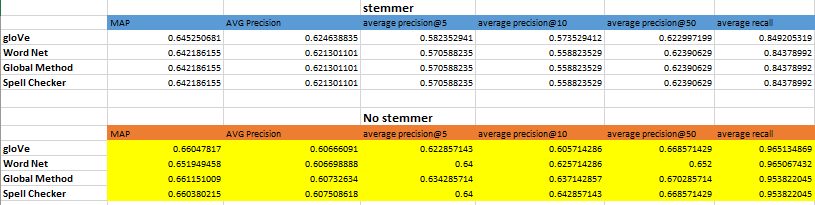 stemmer
MAP AVG Precision average precision@5 average precision@10 average precision@50 average recall
gloVe 0.645250681 0.624638835 0.582352941 0.573529412 0.622997199 0.849205319
Word Net 0.642186155 0.621301101 0.570588235 0.558823529 0.62390629 0.84378992
Global Method 0.642186155 0.621301101 0.570588235 0.558823529 0.62390629 0.84378992
Spell Checker 0.642186155 0.621301101 0.570588235 0.558823529 0.62390629 0.84378992
No stemmer
MAP AVG Precision average precision@5 average precision@10 average precision@50 average recall
gloVe 0.66047817 0.60666091 0.622857143 0.605714286 0.668571429 0.965134869
Word Net 0.651949458 0.606698888 0.64 0.625714286 0.652 0.965067432
Global Method 0.661151009 0.60732634 0.634285714 0.637142857 0.670285714 0.953822045
Spell Checker 0.660380215 0.607508618 0.64 0.642857143 0.668571429 0.953822045